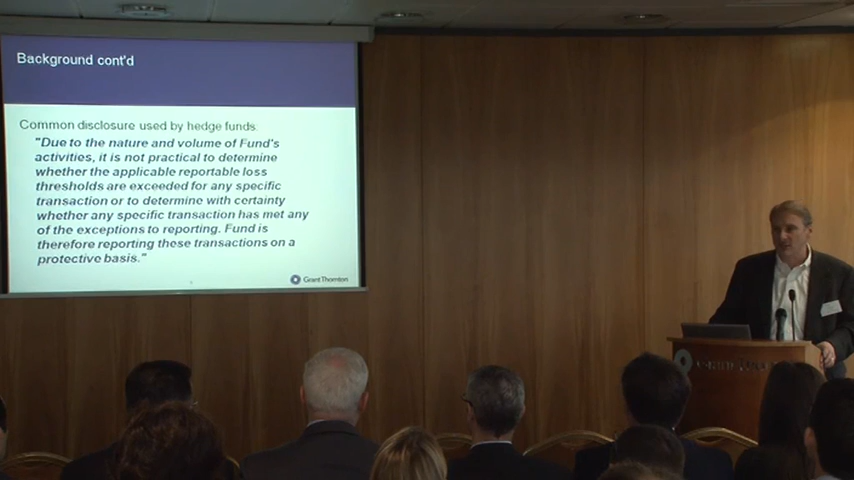 Background cont'd
Common disclosure used by hedge funds:
"Due to the nature and volume of Fund's
activities, it is not practical to determine
whether the applicable reportable loss
thresholds are exceeded for any specific
transaction or to determine with certainty
whether any specific transaction has met any
of the exceptions to reporting. Fund is
therefore reporting these transactions on a
protective basis."
Grant Thornton